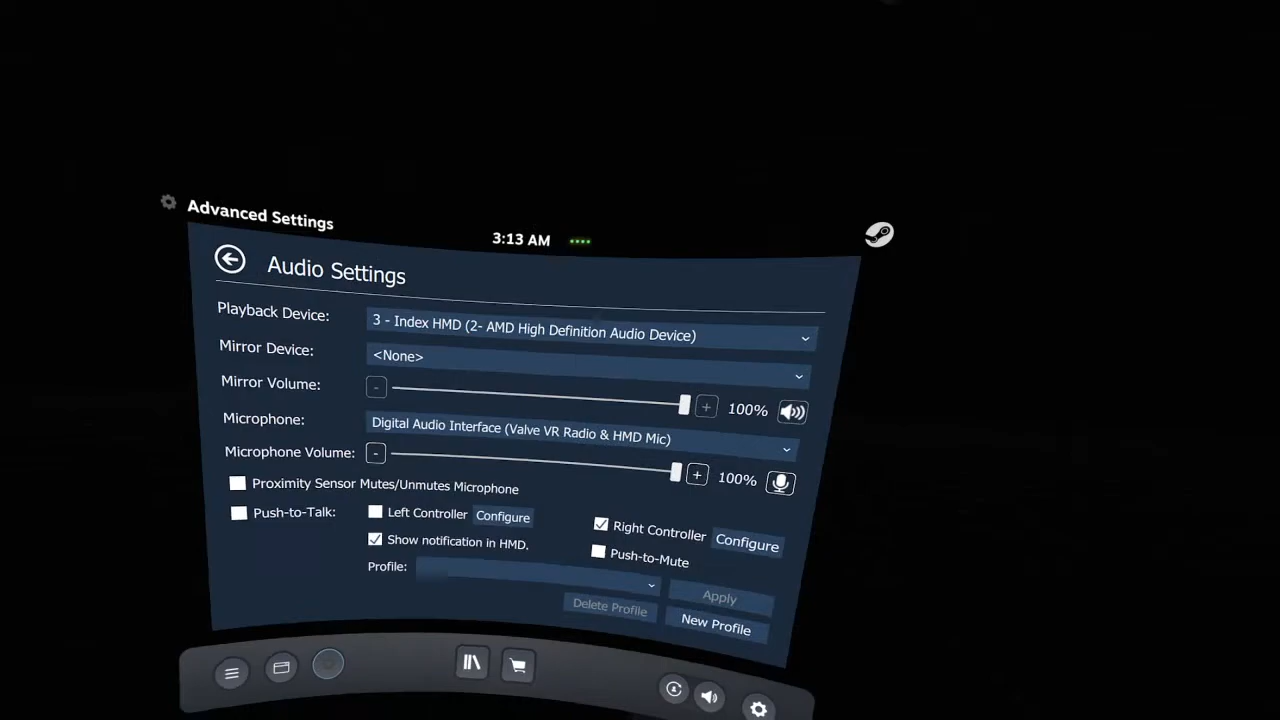 Advanced Settings
3:13 AM
Audio Settings
Playback Device:
3 - Index HMD (2- AMD High Definition Audio Device)
Mirror Device:
<None>
Mirror Volume:
-
+
100%
Microphone:
Digital Audio Interface (Valve VR Radio & HMD Mic)
Microphone Volume:
-
+
100%
Proximity Sensor Mutes/Unmutes Microphone
Push-to-Talk:
Left Controller
Configure
Right Controller
Configure
Show notification in HMD.
Push-to-Mute
Profile:
Apply
Delete Profile
New Profile